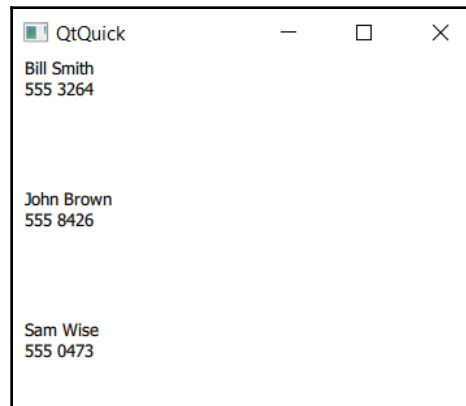 QtQuick
Bill Smith
555 3264
John Brown
555 8426
Sam Wise
555 0473